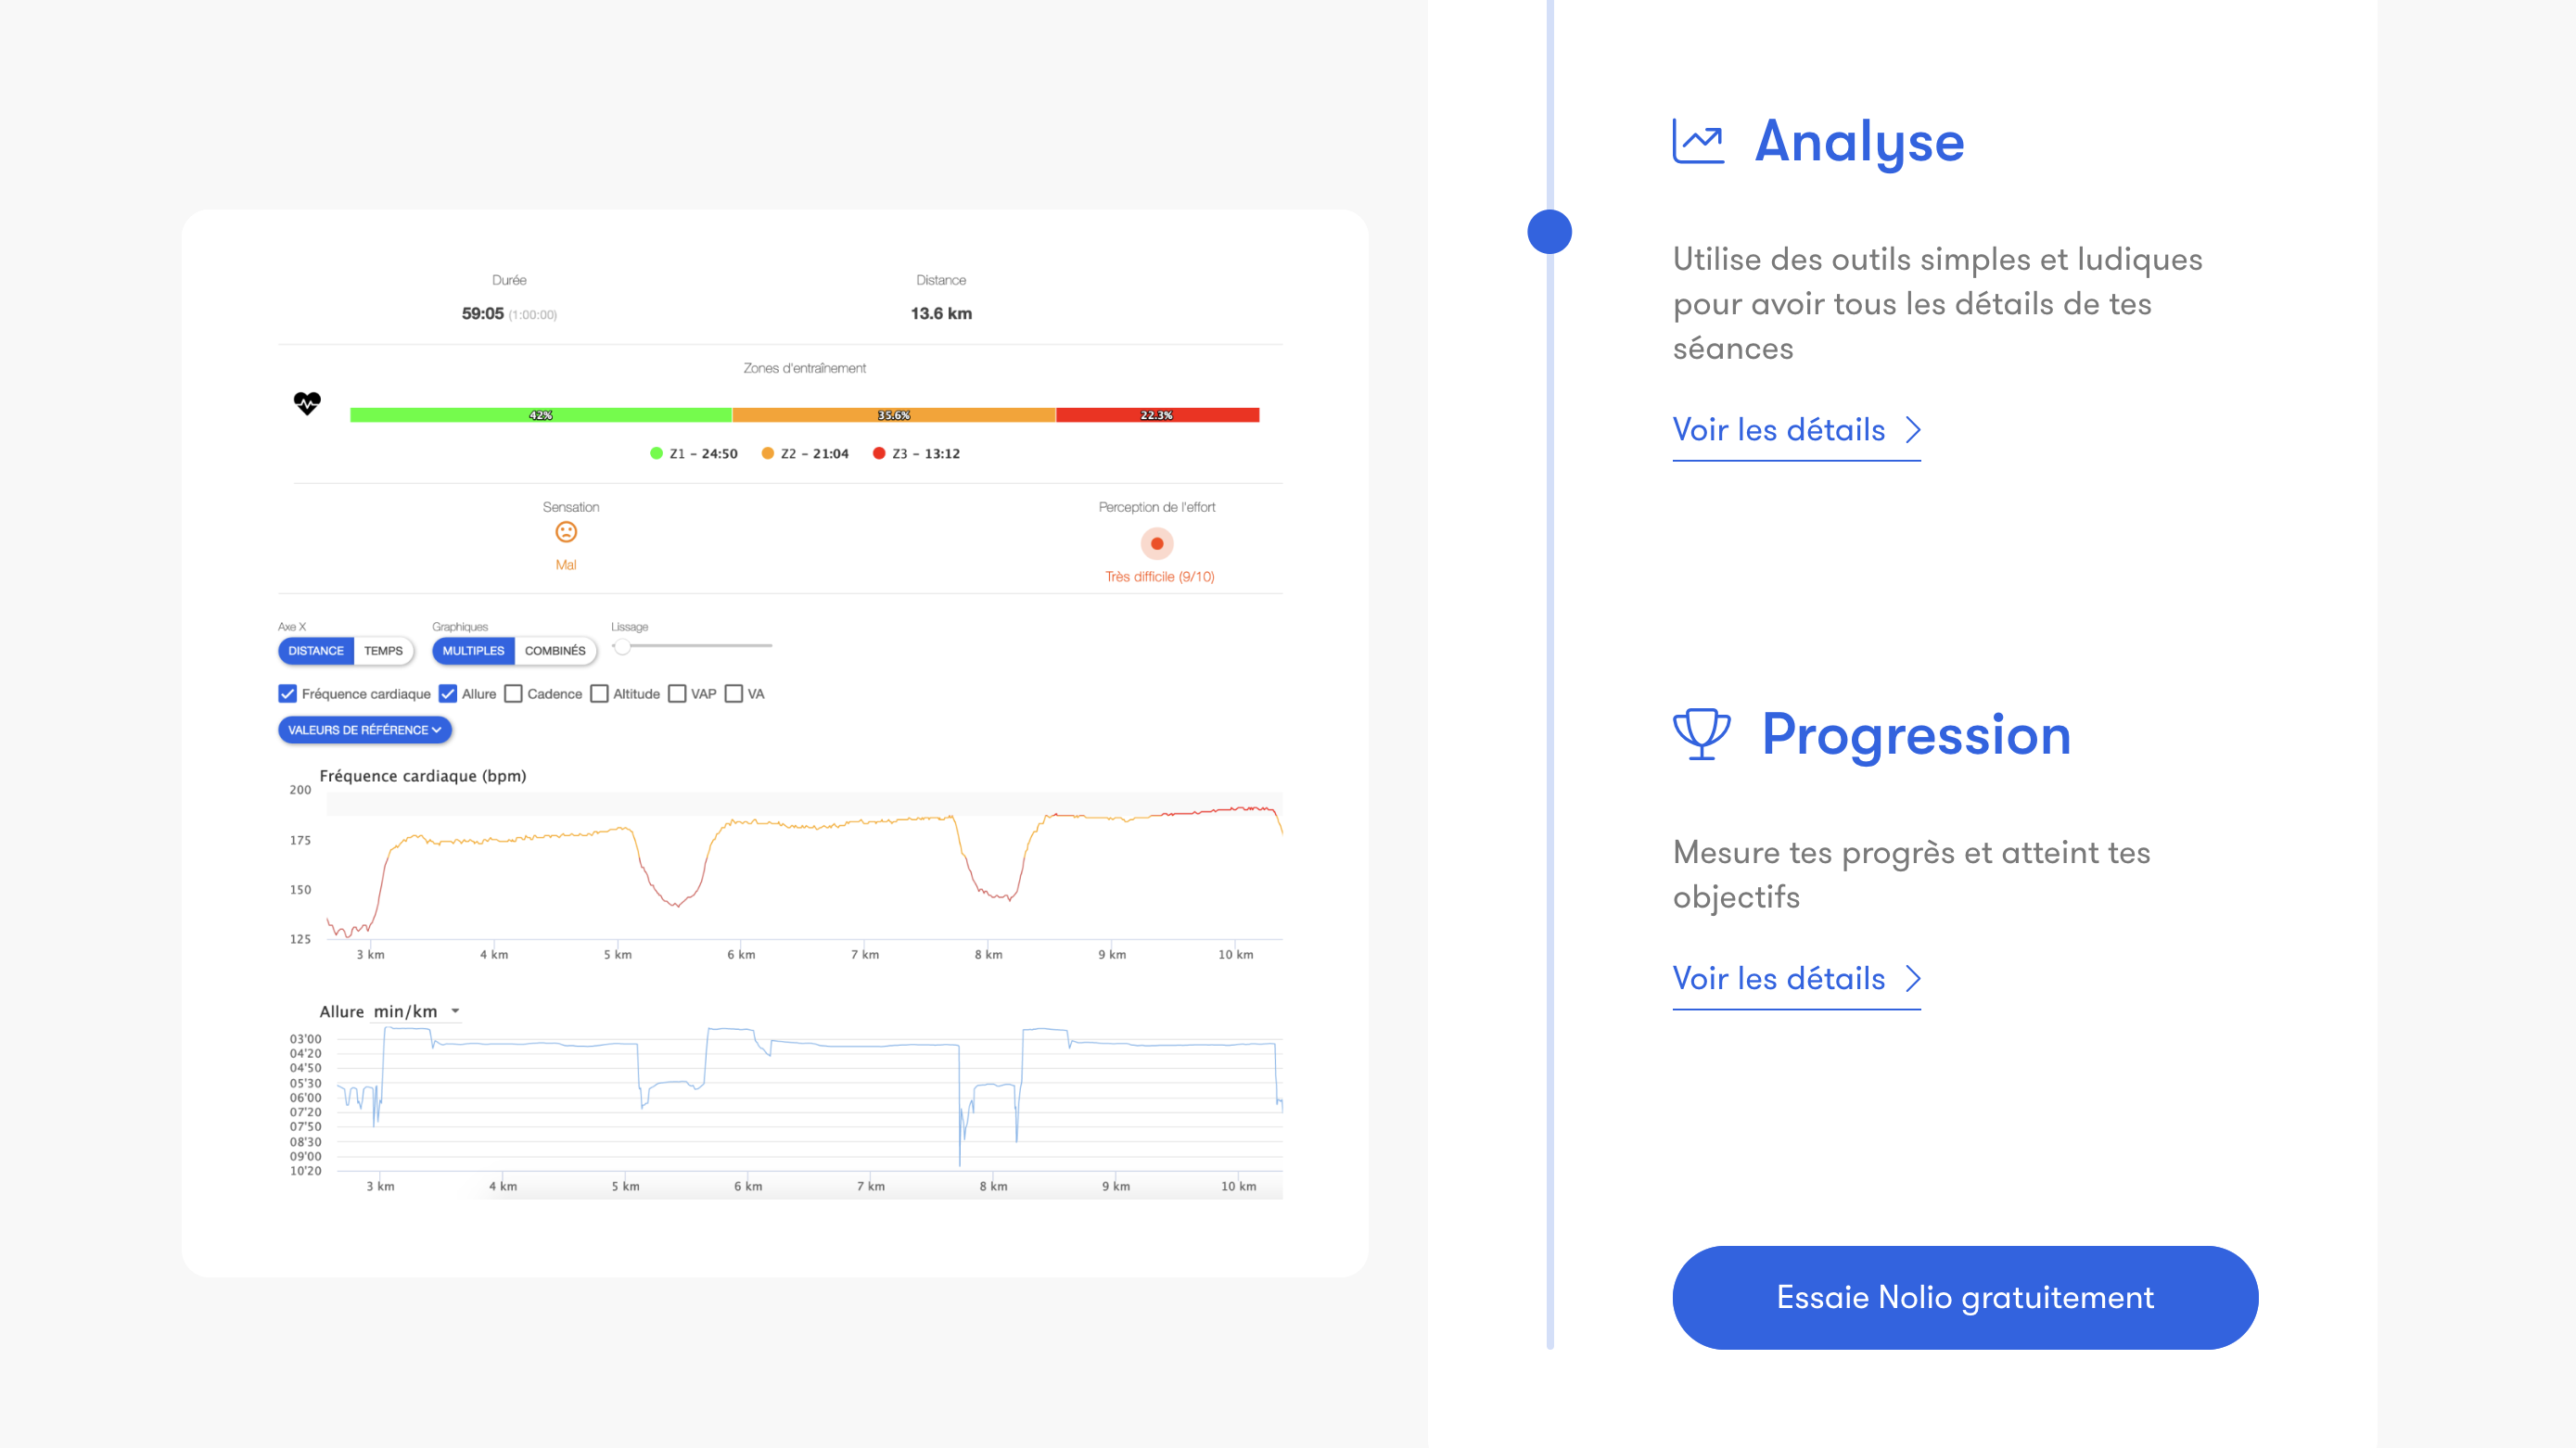 Durée
Distance
59:05 (1:00:00)
13.6 km
Zones d'entraînement
42%
35.6%
22.3%
Z1 – 24:50
Z2 – 21:04
Z3 – 13:12
Sensation
Perception de l'effort
Mal
Très difficile (9/10)
Axe X
Graphiques
Lissage
DISTANCE
TEMPS
MULTIPLES
COMBINÉS
Fréquence cardiaque
Allure
Cadence
Altitude
VAP
VA
VALEURS DE RÉFÉRENCE
Fréquence cardiaque (bpm)
200
175
150
125
3 km
4 km
5 km
6 km
7 km
8 km
9 km
10 km
Allure min/km
03'00
04'20
04'50
05'30
06'00
07'20
07'50
08'30
09'00
10'20
3 km
4 km
5 km
6 km
7 km
8 km
9 km
10 km
Analyse
Utilise des outils simples et ludiques
pour avoir tous les détails de tes
séances
Voir les détails
Progression
Mesure tes progrès et atteint tes
objectifs
Voir les détails
Essaie Nolio gratuitement